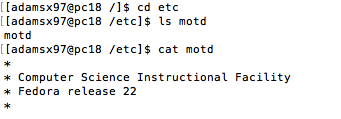 [[adamsx97@pc18 /]$ cd etc
[[adamsx97@pc18 /etc]$ ls motd
motd
[[adamsx97@pc18 /etc]$ cat motd
*
* Computer Science Instructional Facility
* Fedora release 22
*